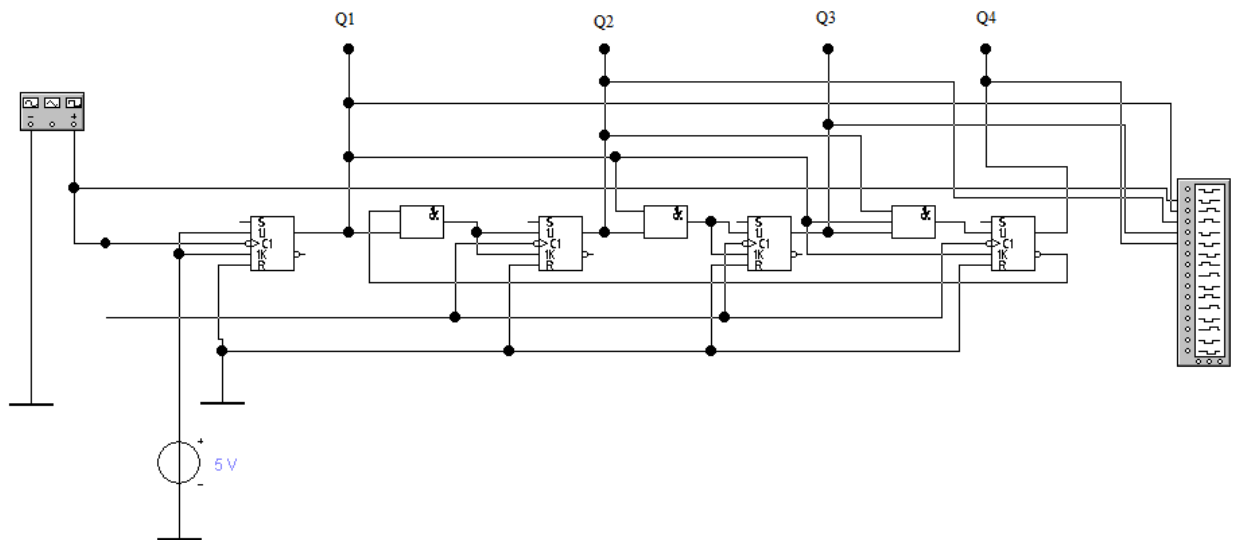 Q1 Q2 Q3 Q4
- +
& & &
S S S S
J J J J
C1 C1 C1 C1
1K 1K 1K 1K
R R R R
+
5 V
-